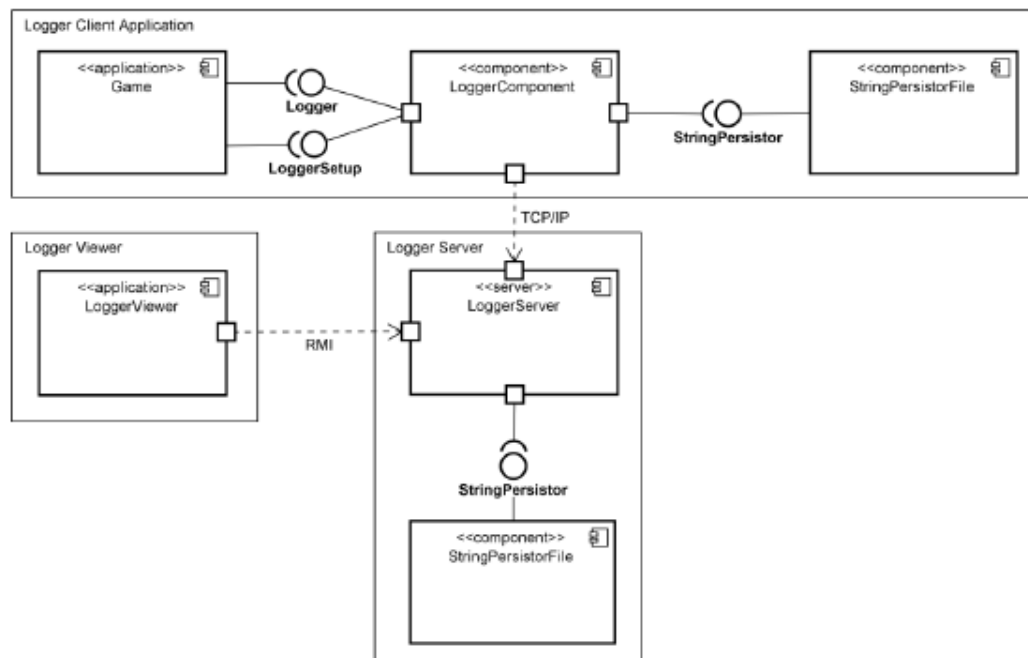 Logger Client Application
<<application>>
Game
Logger
LoggerSetup
<<component>>
LoggerComponent
StringPersistor
<<component>>
StringPersistorFile
TCP/IP
Logger Viewer
<<application>>
LoggerViewer
RMI
Logger Server
<<server>>
LoggerServer
StringPersistor
<<component>>
StringPersistorFile